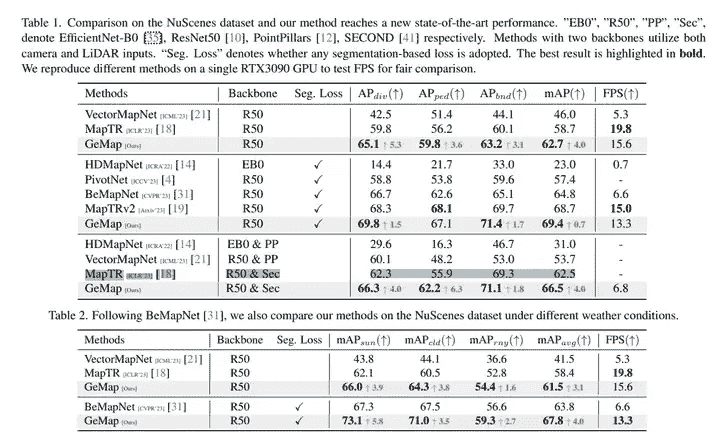 Table 1. Comparison on the NuScenes dataset and our method reaches a new state-of-the-art performance. ”EB0”, ”R50”, ”PP”, ”Sec”,
denote EfficientNet-B0 [35], ResNet50 [10], PointPillars [12], SECOND [41] respectively. Methods with two backbones utilize both
camera and LiDAR inputs. “Seg. Loss” denotes whether any segmentation-based loss is adopted. The best result is highlighted in bold.
We reproduce different methods on a single RTX3090 GPU to test FPS for fair comparison.
Methods Backbone Seg. Loss APdiv(↑) APped(↑) APbnd(↑) mAP(↑) FPS(↑)
VectorMapNet [ICML'23] [21] R50 42.5 51.4 44.1 46.0 5.3
MapTR [ICLR'23] [18] R50 59.8 56.2 60.1 58.7 19.8
GeMap [Ours] R50 65.1 ↑ 5.3 59.8 ↑ 3.6 63.2 ↑ 3.1 62.7 ↑ 4.0 15.6
HDMapNet [ICRA'22] [14] EB0 ✓ 14.4 21.7 33.0 23.0 0.7
PivotNet [ICCV'23] [4] R50 ✓ 58.8 53.8 59.6 57.4 -
BeMapNet [CVPR'23] [31] R50 ✓ 66.7 62.6 65.1 64.8 6.6
MapTRv2 [Arxiv'23] [19] R50 ✓ 68.3 68.1 69.7 68.7 15.0
GeMap [Ours] R50 ✓ 69.8 ↑ 1.5 67.1 71.4 ↑ 1.7 69.4 ↑ 0.7 13.3
HDMapNet [ICRA'22] [14] EB0 & PP 29.6 16.3 46.7 31.0 -
VectorMapNet [ICML'23] [21] R50 & PP 60.1 48.2 53.0 53.7 -
MapTR [ICLR'23] [18] R50 & Sec 62.3 55.9 69.3 62.5 -
GeMap [Ours] R50 & Sec 66.3 ↑ 4.0 62.2 ↑ 6.3 71.1 ↑ 1.8 66.5 ↑ 4.0 6.8
Table 2. Following BeMapNet [31], we also compare our methods on the NuScenes dataset under different weather conditions.
Methods Backbone Seg. Loss mAPsun(↑) mAPcld(↑) mAPrny(↑) mAPavg(↑) FPS(↑)
VectorMapNet [ICML'23] [21] R50 43.8 44.1 36.6 41.5 5.3
MapTR [ICLR'23] [18] R50 62.1 60.5 52.8 58.4 19.8
GeMap [Ours] R50 66.0 ↑ 3.9 64.3 ↑ 3.8 54.4 ↑ 1.6 61.5 ↑ 3.1 15.6
BeMapNet [CVPR'23] [31] R50 ✓ 67.3 67.5 56.6 63.8 6.6
GeMap [Ours] R50 ✓ 73.1 ↑ 5.8 71.0 ↑ 3.5 59.3 ↑ 2.7 67.8 ↑ 4.0 13.3